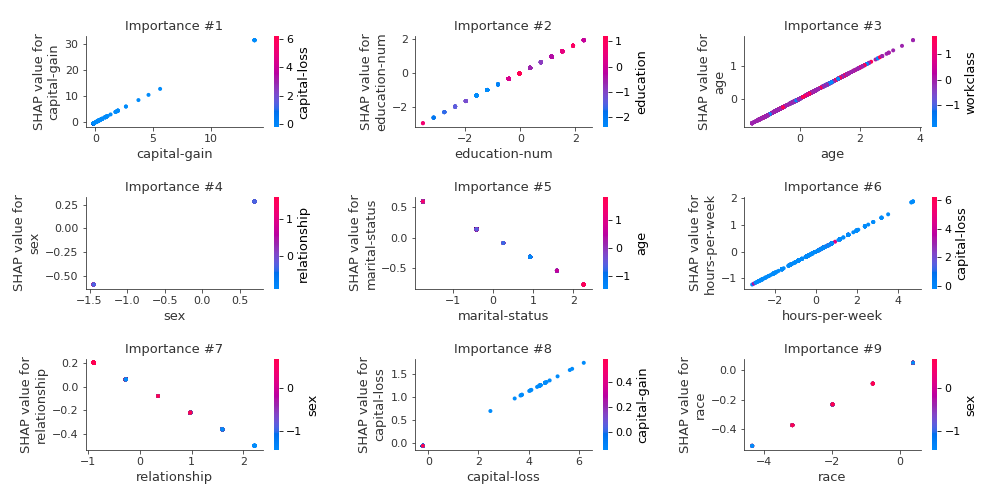 Importance #1
SHAP value for
capital-gain
30
20
10
0
0
5
10
capital-gain
6
4
2
0
capital-loss
Importance #2
SHAP value for
education-num
2
0
−2
−2
0
2
education-num
1
0
−1
−2
education
Importance #3
SHAP value for
age
1
0
0
2
4
age
1
0
−1
workclass
Importance #4
SHAP value for
sex
0.25
0.00
−0.25
−0.50
−1.5
−1.0
−0.5
0.0
0.5
sex
1
0
relationship
Importance #5
SHAP value for
marital-status
0.5
0.0
−0.5
−1
0
1
2
marital-status
1
0
−1
age
Importance #6
SHAP value for
hours-per-week
2
1
0
−1
−2
0
2
4
hours-per-week
6
4
2
0
capital-loss
Importance #7
SHAP value for
relationship
0.2
0.0
−0.2
−0.4
−1
0
1
2
relationship
0
−1
sex
Importance #8
SHAP value for
capital-loss
1.5
1.0
0.5
0.0
0
2
4
6
capital-loss
0.4
0.2
0.0
capital-gain
Importance #9
SHAP value for
race
0.0
−0.2
−0.4
−4
−2
0
race
0
−1
sex